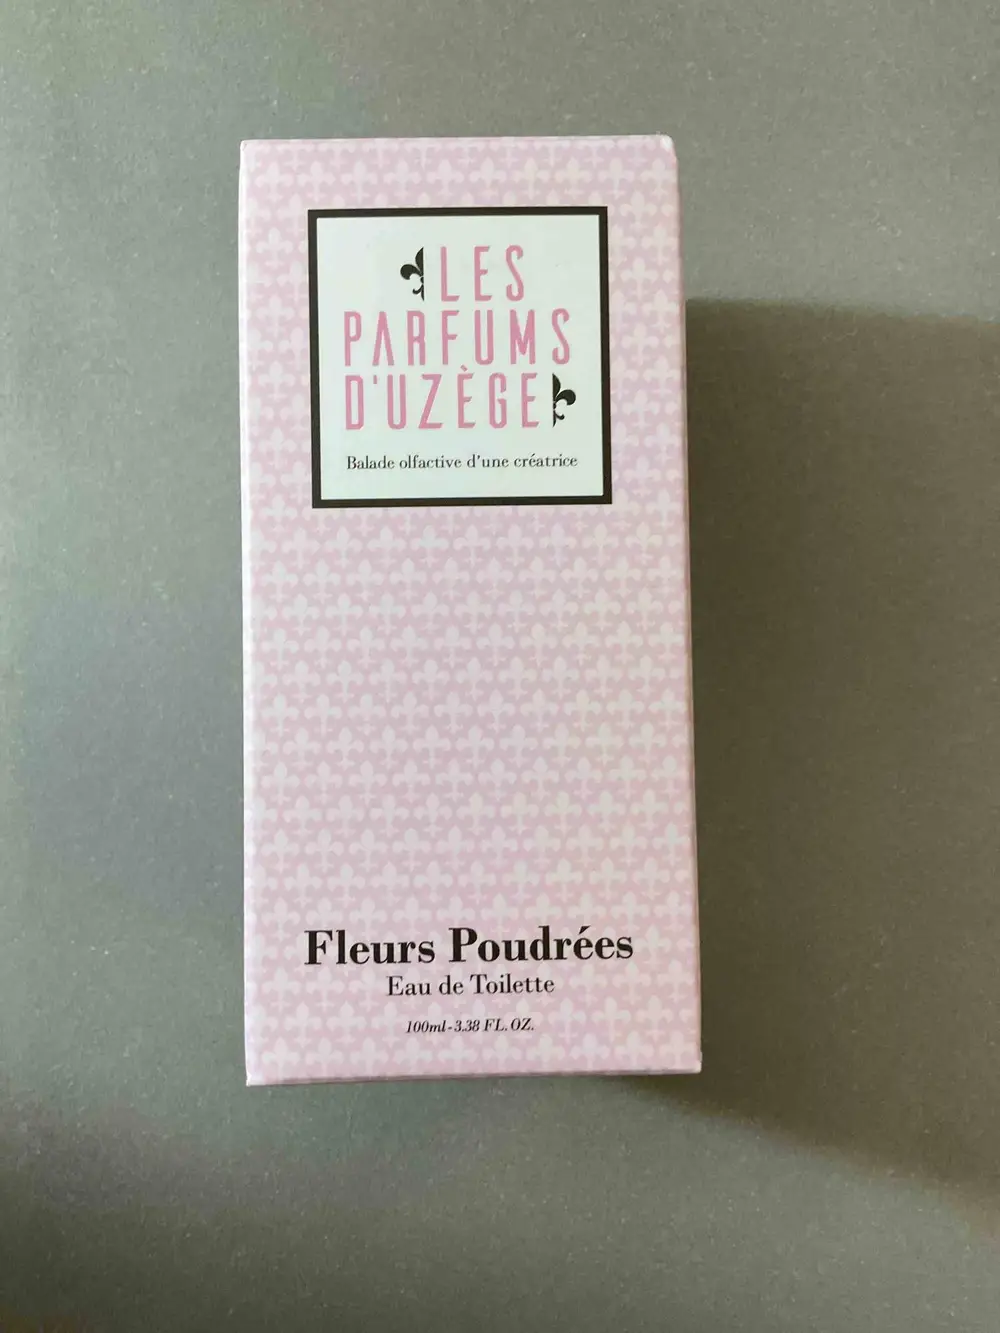 LES
PARFUMS
D'UZÈGE
Balade olfactive d'une créatrice
Fleurs Poudrées
Eau de Toilette
100ml-3.38 FL. OZ.